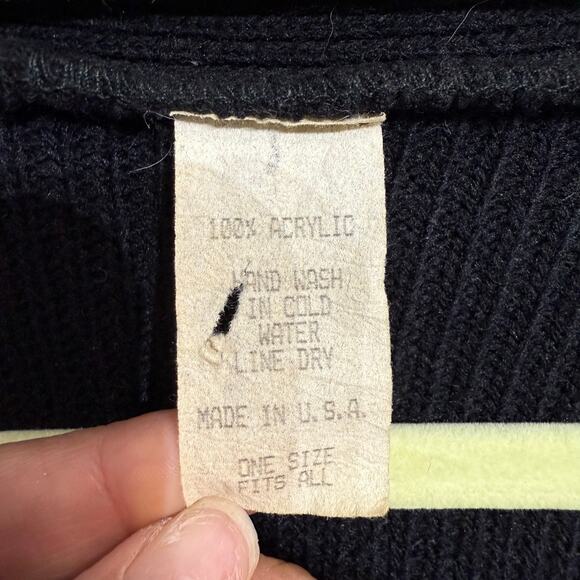 100% ACRYLIC
HAND WASH
IN COLD
WATER
LINE DRY
MADE IN U.S.A.
ONE SIZE
FITS ALL